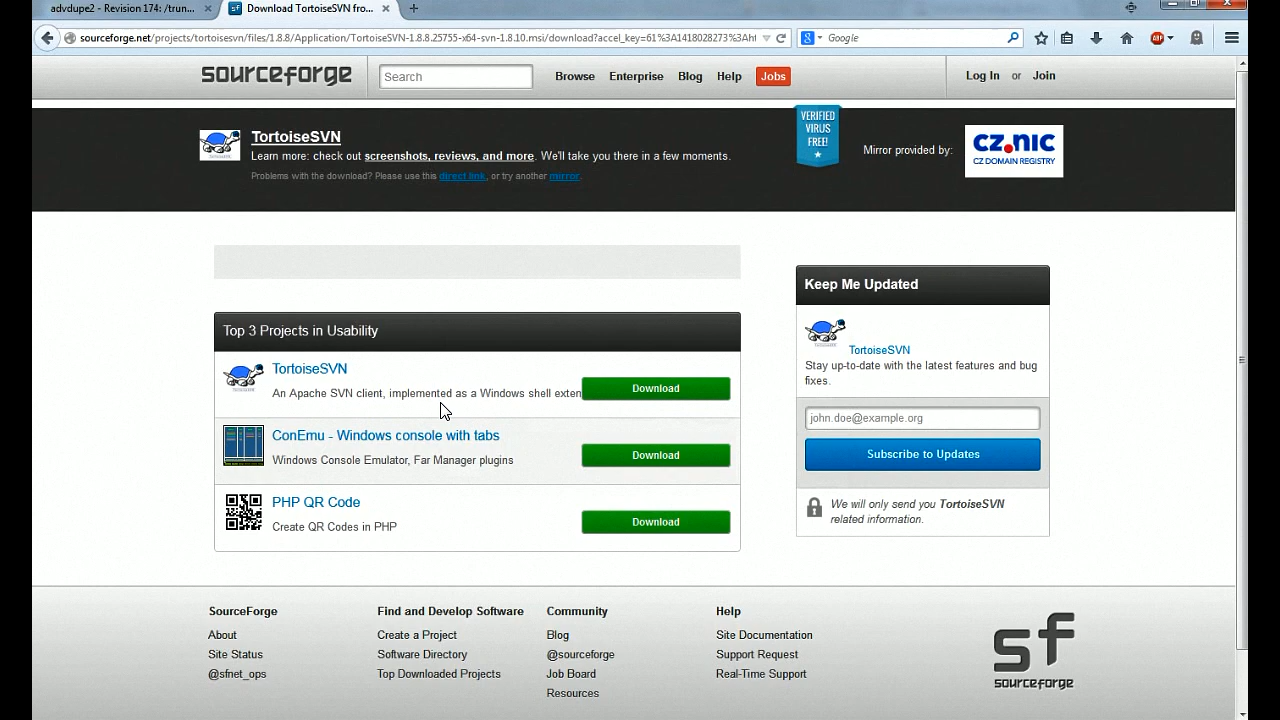 advdupe2 - Revision 174: /trun...
Download TortoiseSVN fro...
sourceforge.net/projects/tortoisesvn/files/1.8.8/Application/TortoiseSVN-1.8.8.25755-x64-svn-1.8.10.msi/download?accel_key=61%3A1418028273%3Aht
Google
sourceforge
Search
Browse Enterprise Blog Help Jobs
Log In or Join
TortoiseSVN
Learn more: check out screenshots, reviews, and more. We'll take you there in a few moments.
Problems with the download? Please use this direct link, or try another mirror.
VERIFIED
VIRUS
FREE!
Mirror provided by:
CZ.NIC
CZ DOMAIN REGISTRY
Top 3 Projects in Usability
TortoiseSVN
An Apache SVN client, implemented as a Windows shell exten
Download
ConEmu - Windows console with tabs
Windows Console Emulator, Far Manager plugins
Download
PHP QR Code
Create QR Codes in PHP
Download
Keep Me Updated
TortoiseSVN
Stay up-to-date with the latest features and bug
fixes.
john.doe@example.org
Subscribe to Updates
We will only send you TortoiseSVN
related information.
SourceForge
About
Site Status
@sfnet_ops
Find and Develop Software
Create a Project
Software Directory
Top Downloaded Projects
Community
Blog
@sourceforge
Job Board
Resources
Help
Site Documentation
Support Request
Real-Time Support
sf
sourceforge